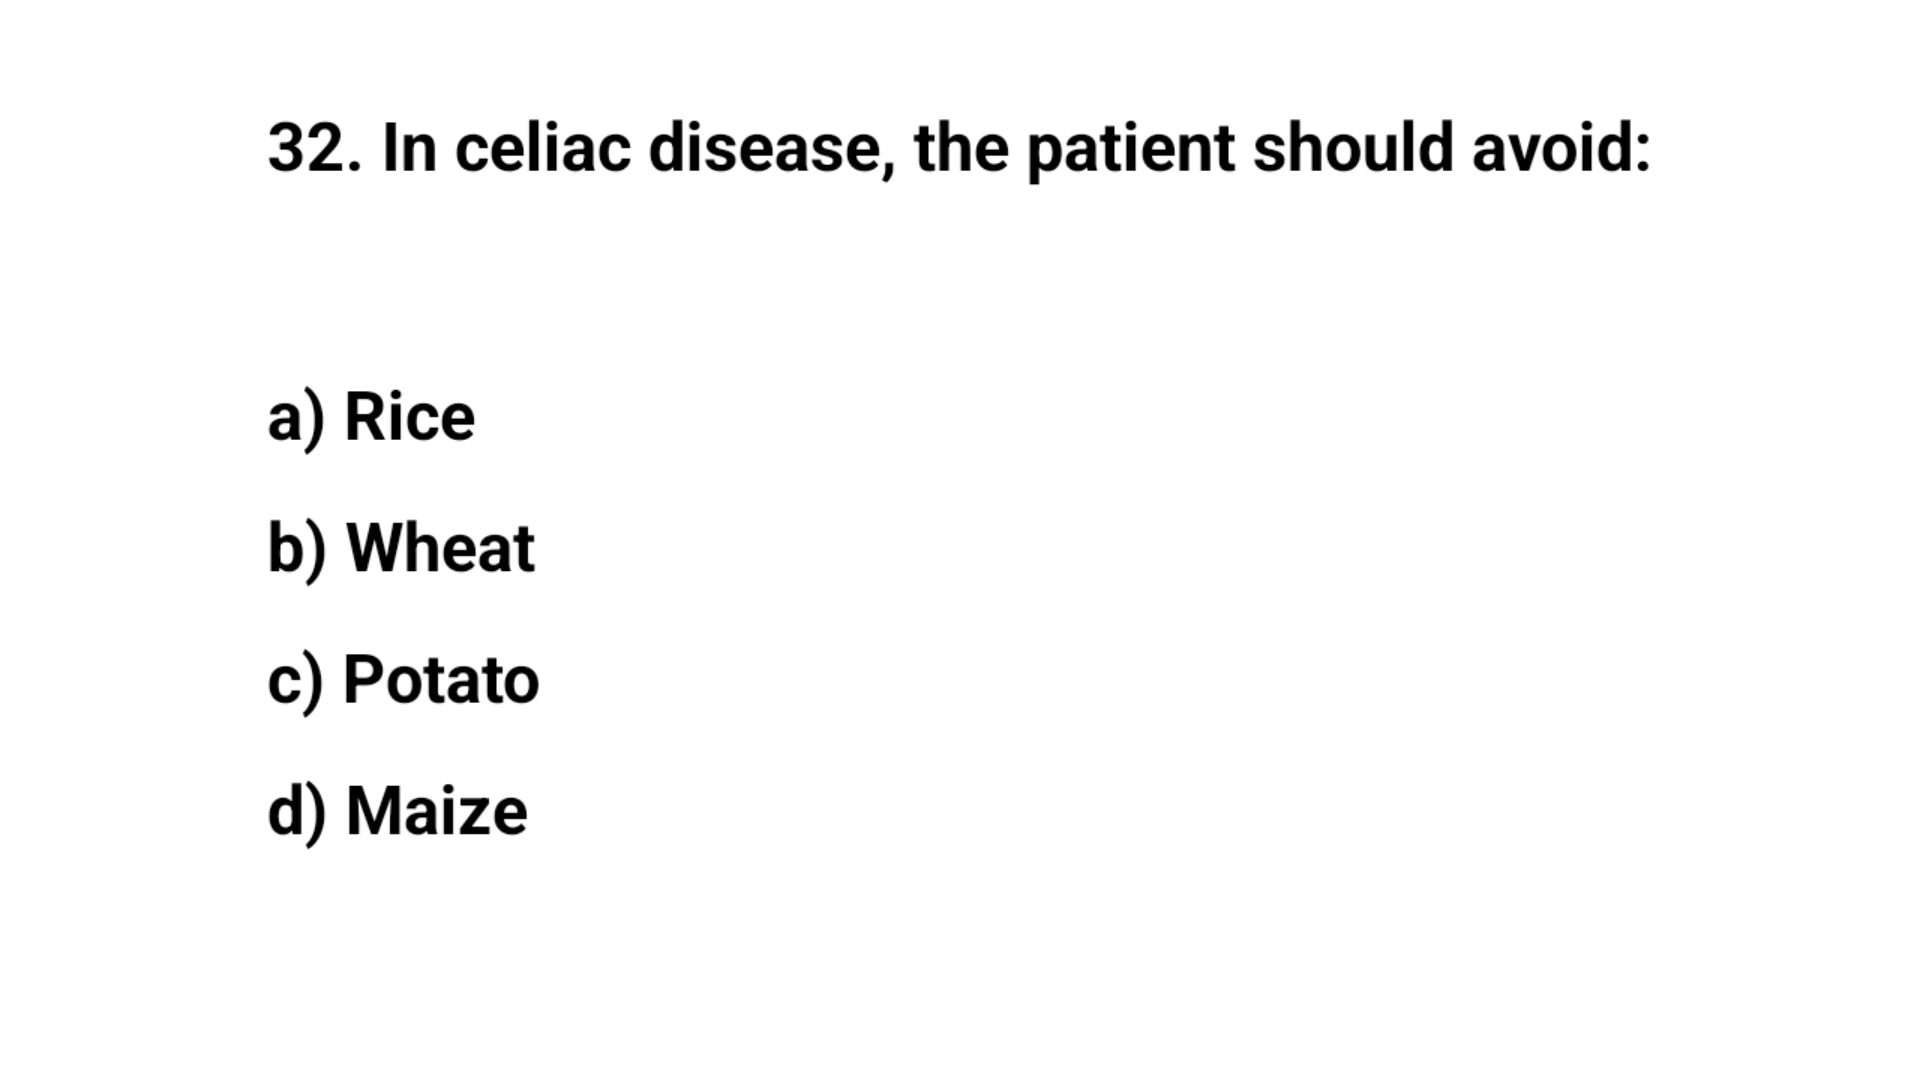 32. In celiac disease, the patient should avoid:
a) Rice
b) Wheat
c) Potato
d) Maize